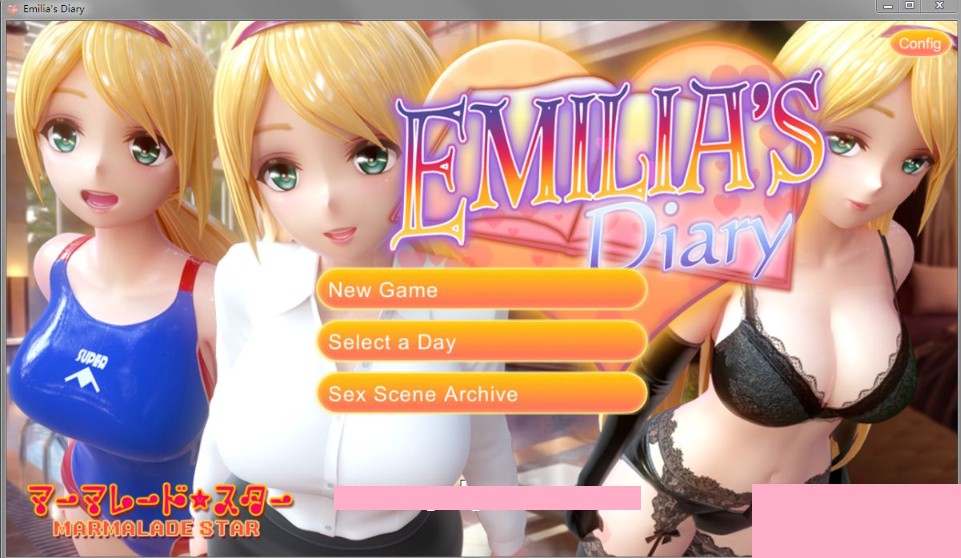 Emilia's Diary
Config
EMILIA'S
Diary
New Game
Select a Day
Sex Scene Archive
SUPRA
マーマレード★スター
MARMALADE STAR